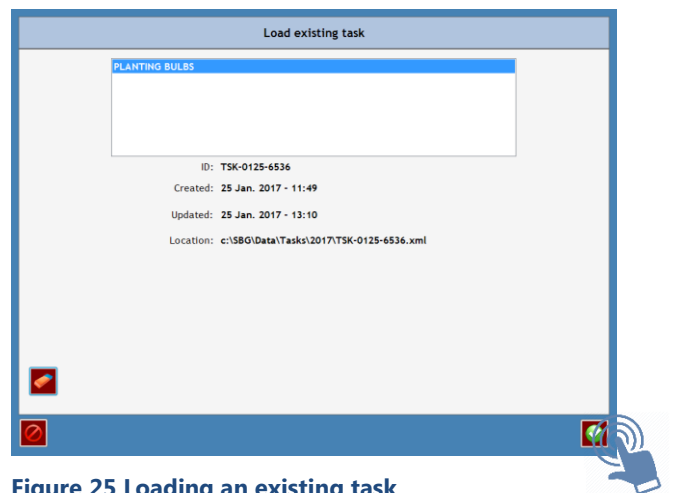 Load existing task
PLANTING BULBS
ID: TSK-0125-6536
Created: 25 Jan. 2017 - 11:49
Updated: 25 Jan. 2017 - 13:10
Location: c:\SBG\Data\Tasks\2017\TSK-0125-6536.xml
Figure 25 Loading an existing task